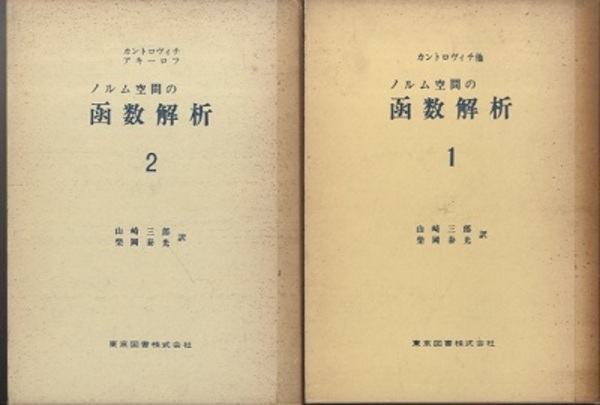 カントロヴィチ
アキーロフ
ノルム空間の
函数解析
2
山崎三郎
柴岡泰光 訳
東京図書株式会社
カントロヴィチ他
ノルム空間の
函数解析
1
山崎三郎
柴岡泰光 訳
東京図書株式会社